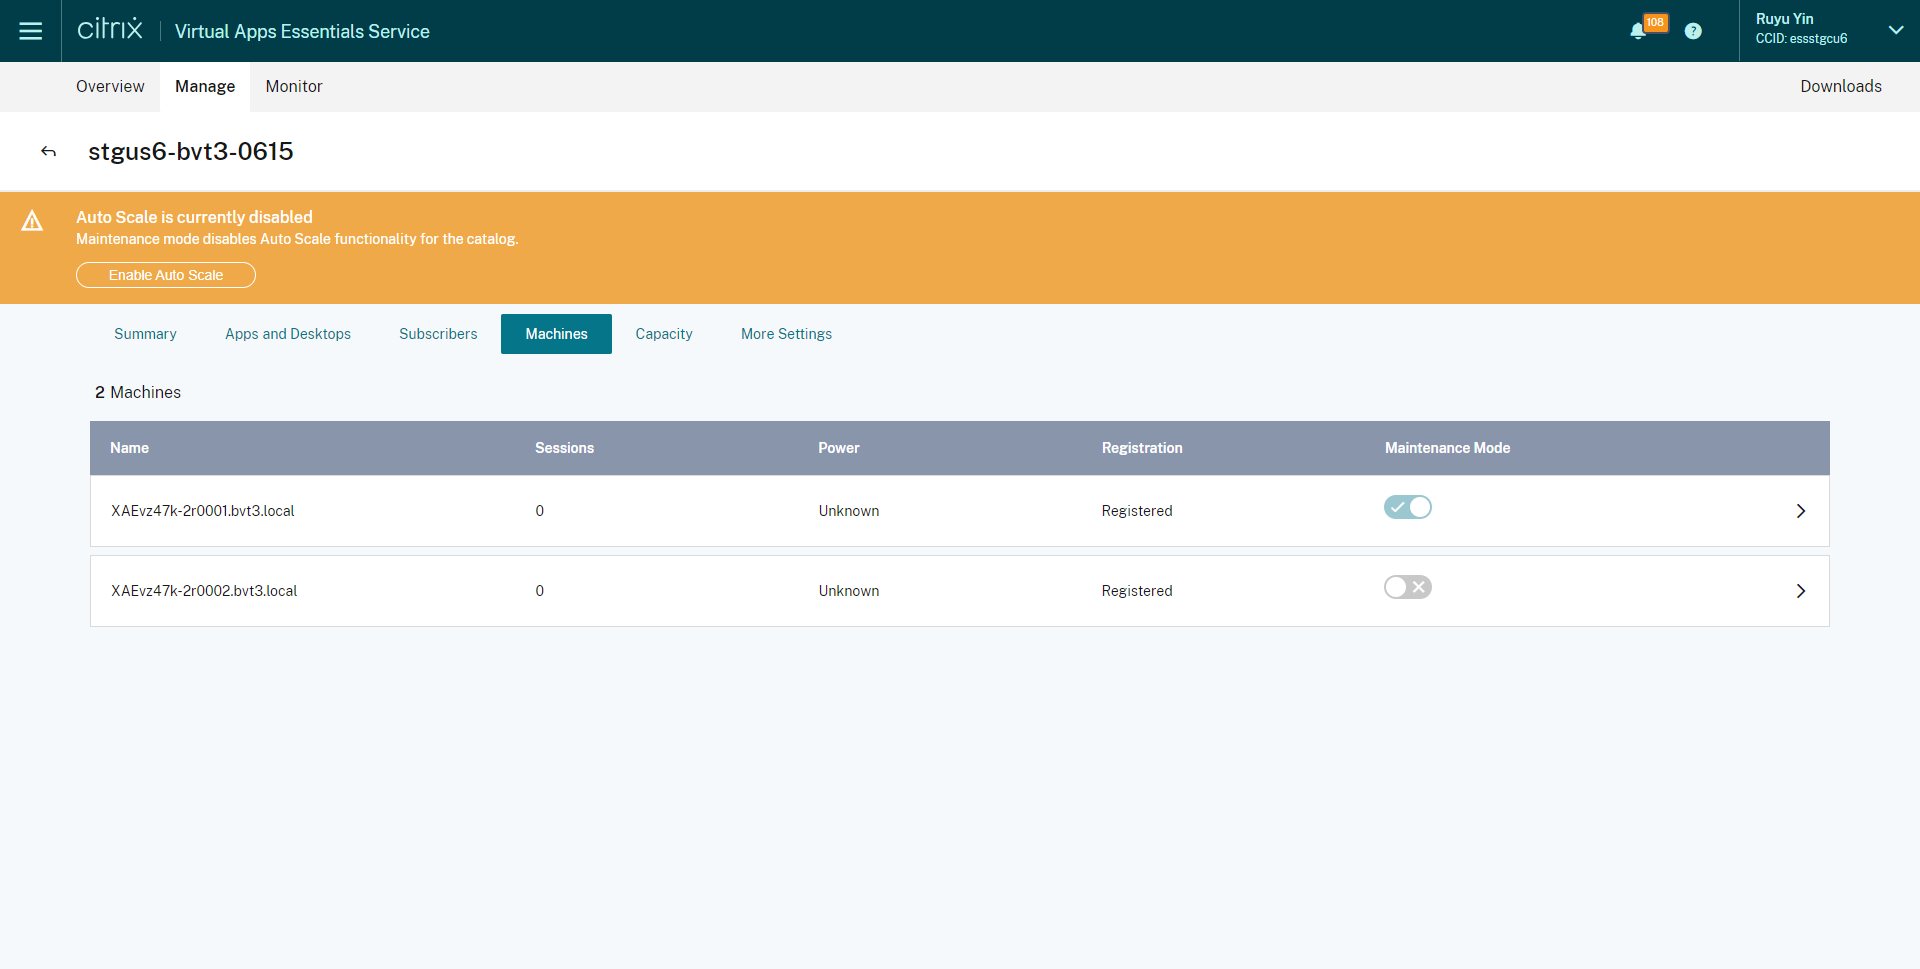 citrix
Virtual Apps Essentials Service
108
?
Ruyu Yin
CCID: essstgcu6
Overview
Manage
Monitor
Downloads
stgus6-bvt3-0615
Auto Scale is currently disabled
Maintenance mode disables Auto Scale functionality for the catalog.
Enable Auto Scale
Summary
Apps and Desktops
Subscribers
Machines
Capacity
More Settings
2 Machines
Name Sessions Power Registration Maintenance Mode
XAEvz47k-2r0001.bvt3.local 0 Unknown Registered
XAEvz47k-2r0002.bvt3.local 0 Unknown Registered